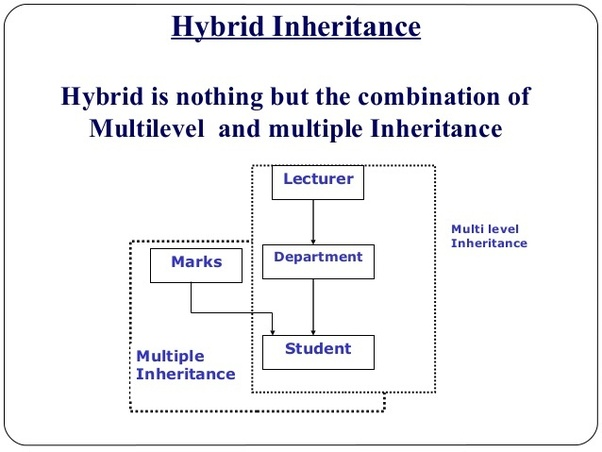 Hybrid Inheritance
Hybrid is nothing but the combination of
Multilevel and multiple Inheritance
Lecturer
Multi level
Inheritance
Department
Marks
Student
Multiple
Inheritance